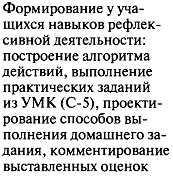 Формирование у уча-
щихся навыков рефлек-
сивной деятельности:
построение алгоритма
действий, выполнение
практических заданий
из УМК (С-5), проекти-
рование способов вы-
полнения домашнего за-
дания, комментирование
выставленных оценок